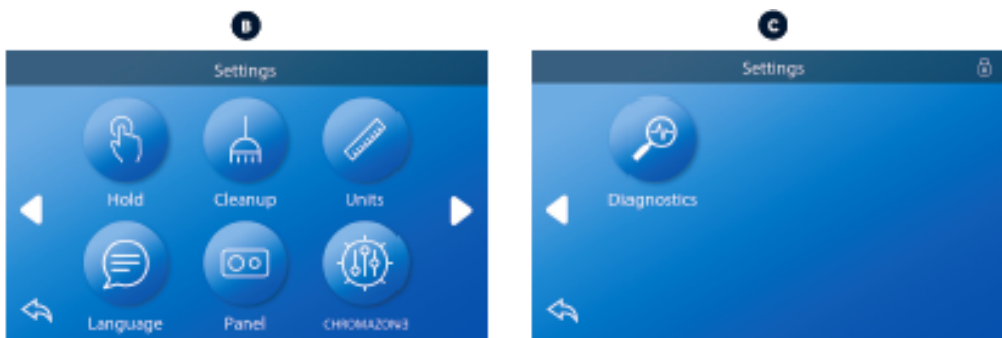 B
Settings
Hold Cleanup Units
Language Panel CHROMAZON3
C
Settings
Diagnostics